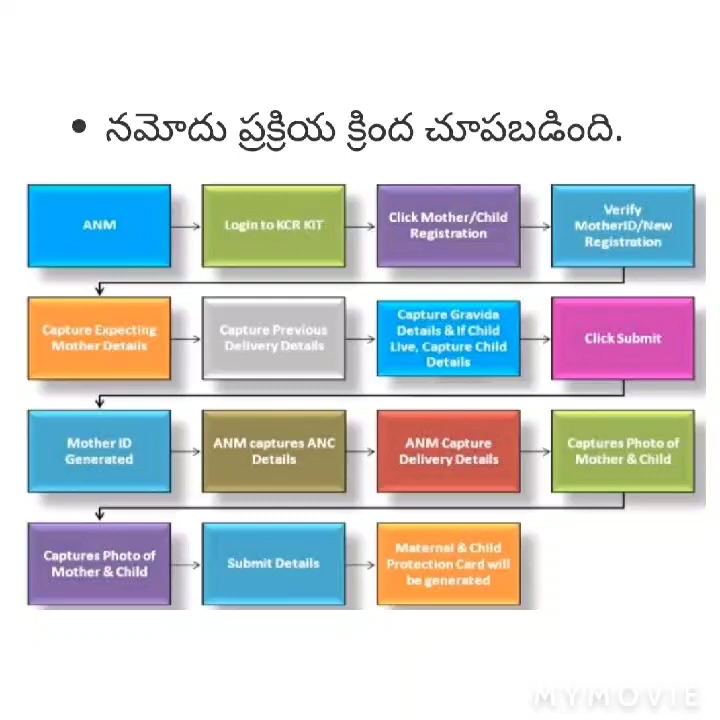 • నమోదు ప్రక్రియ క్రింద చూపబడింది.
ANM
Login to KCR KIT
Click Mother/Child
Registration
Verify
MotherID/New
Registration
Capture Expecting
Mother Details
Capture Previous
Delivery Details
Capture Gravida
Details & If Child
Live, Capture Child
Details
Click Submit
Mother ID
Generated
ANM captures ANC
Details
ANM Capture
Delivery Details
Captures Photo of
Mother & Child
Captures Photo of
Mother & Child
Submit Details
Maternal & Child
Protection Card will
be generated
MYMOVIE